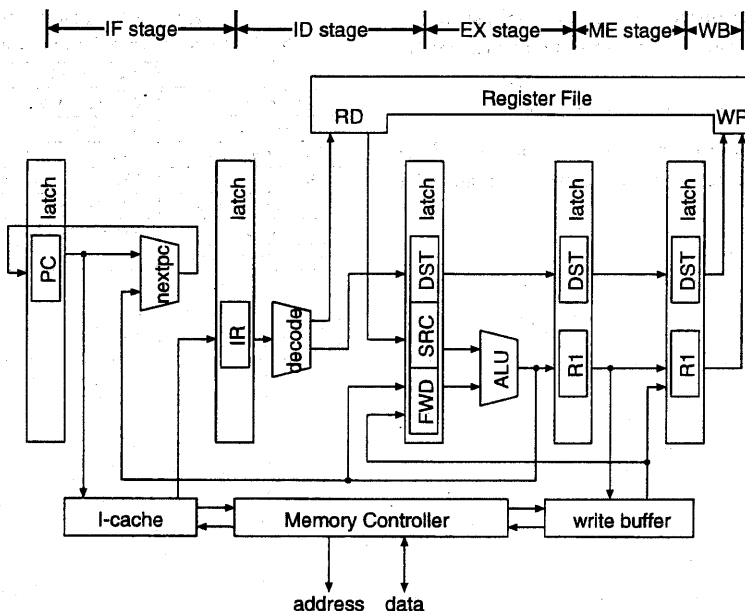 IF stage
ID stage
EX stage
ME stage
WB
Register File
RD
WR
latch
latch
latch
latch
latch
PC
nextpc
IR
decode
DST
SRC
FWD
ALU
DST
R1
DST
R1
I-cache
Memory Controller
write buffer
address
data